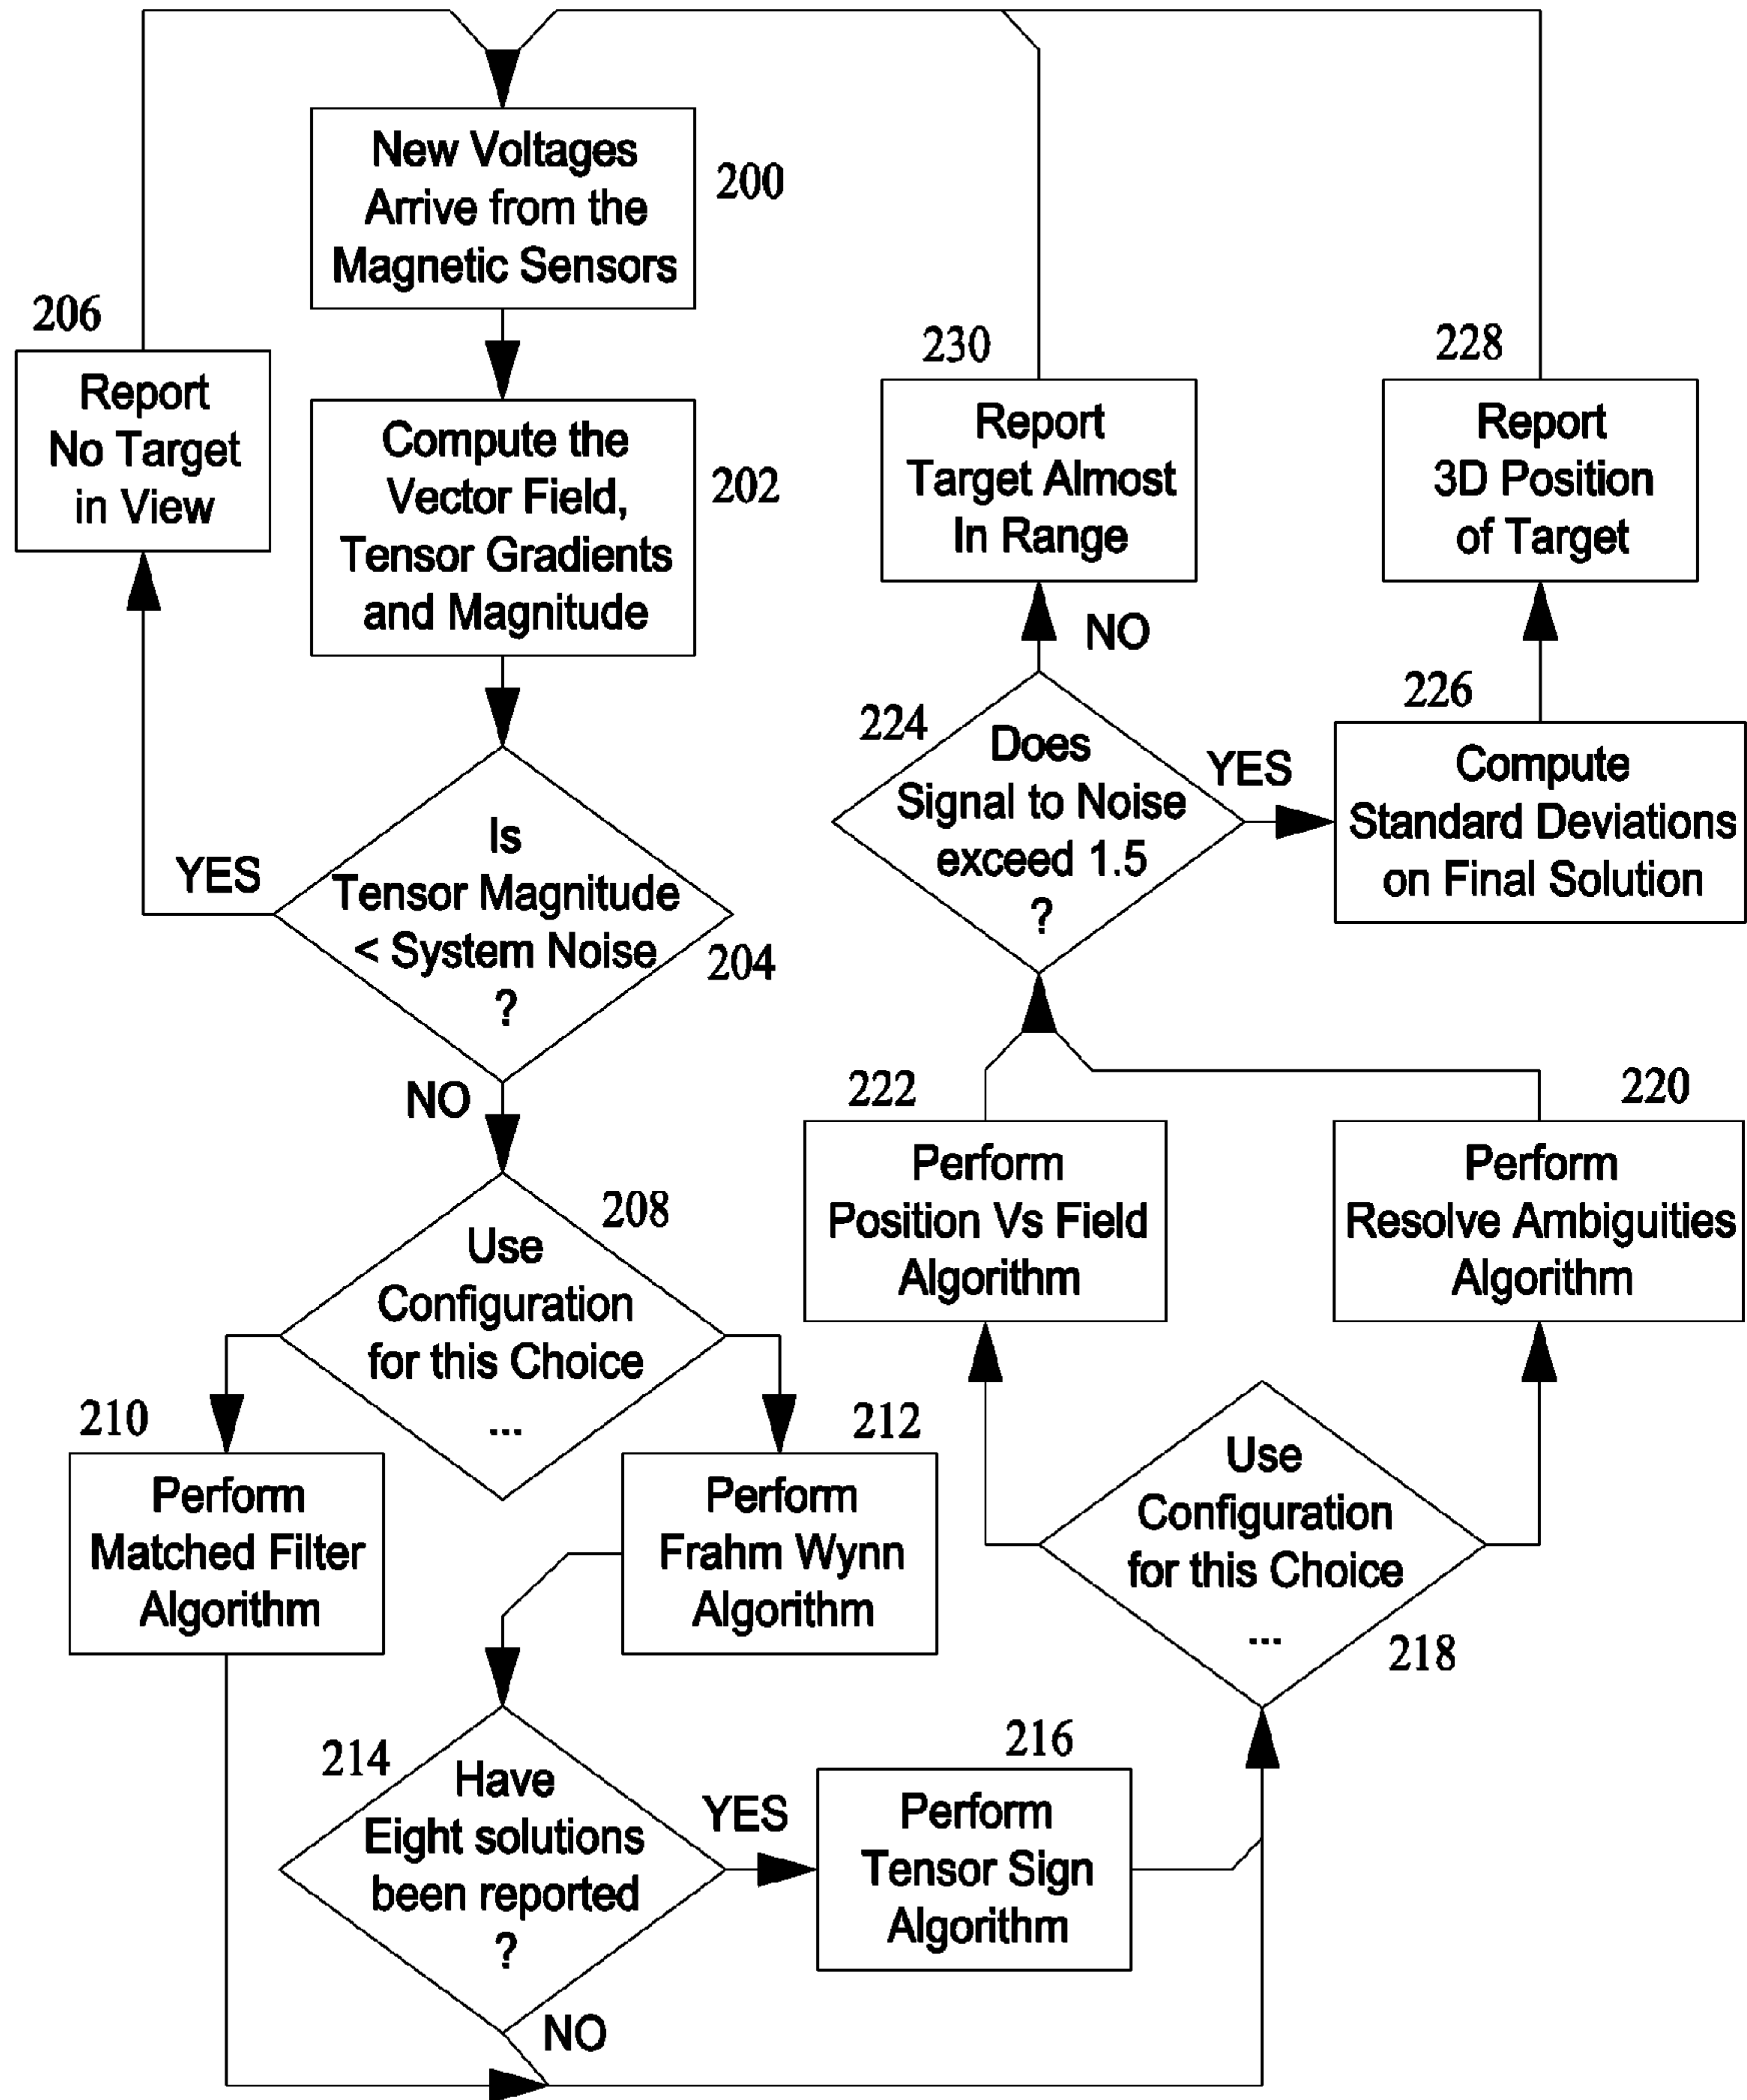 New Voltages
Arrive from the
Magnetic Sensors
200
206
Report
No Target
in View
Compute the
Vector Field,
Tensor Gradients
and Magnitude
202
Is
Tensor Magnitude
< System Noise
?
204
YES
NO
208
Use
Configuration
for this Choice
...
210
Perform
Matched Filter
Algorithm
212
Perform
Frahm Wynn
Algorithm
214
Have
Eight solutions
been reported
?
YES
NO
216
Perform
Tensor Sign
Algorithm
Use
Configuration
for this Choice
...
218
222
Perform
Position Vs Field
Algorithm
220
Perform
Resolve Ambiguities
Algorithm
224
Does
Signal to Noise
exceed 1.5
?
NO
YES
230
Report
Target Almost
In Range
226
Compute
Standard Deviations
on Final Solution
228
Report
3D Position
of Target